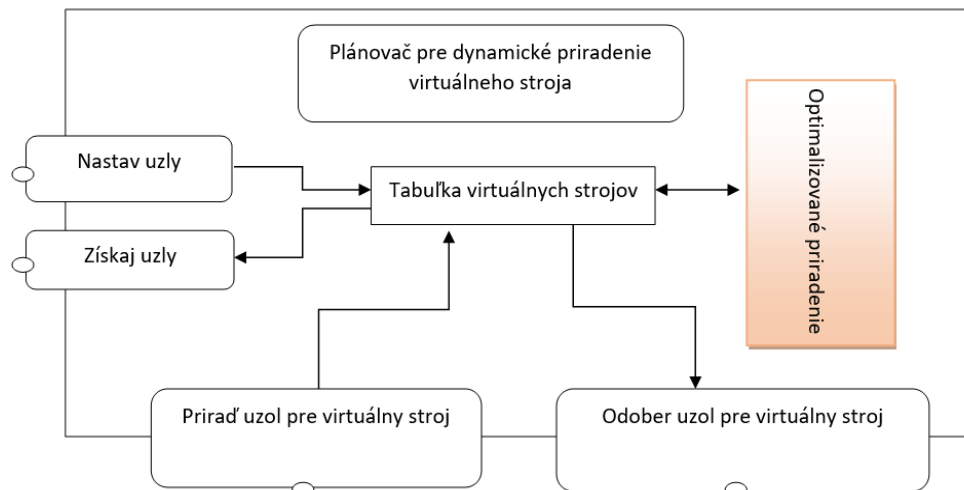 Plánovač pre dynamické priradenie
virtuálneho stroja
Nastav uzly
Tabuľka virtuálnych strojov
Optimalizované priradenie
Získaj uzly
Priraď uzol pre virtuálny stroj
Odober uzol pre virtuálny stroj